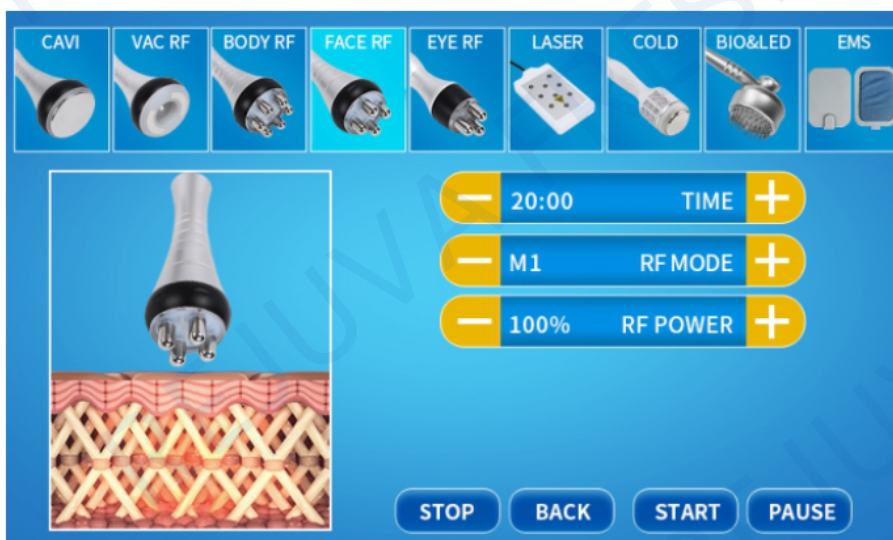 CAVI
VAC RF
BODY RF
FACE RF
EYE RF
LASER
COLD
BIO&LED
EMS
20:00 TIME
M1 RF MODE
100% RF POWER
STOP
BACK
START
PAUSE